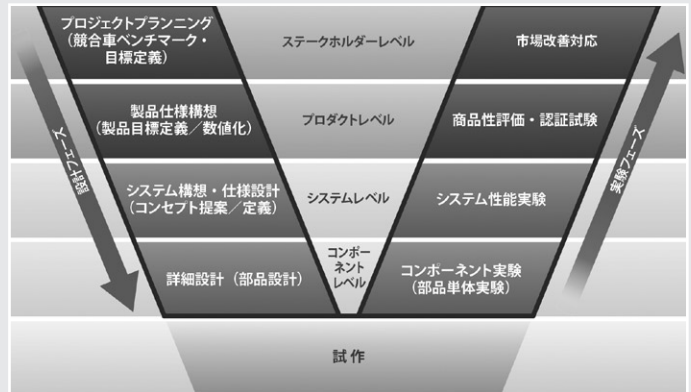 プロジェクトプランニング
(競合車ベンチマーク・
目標定義)
ステークホルダーレベル
市場改善対応
製品仕様構想
(製品目標定義／数値化)
プロダクトレベル
商品性評価・認証試験
システム構想・仕様設計
(コンセプト提案／定義)
システムレベル
システム性能実験
詳細設計(部品設計)
コンポー
ネント
レベル
コンポーネント実験
(部品単体実験)
試作
設計フェーズ
実験フェーズ